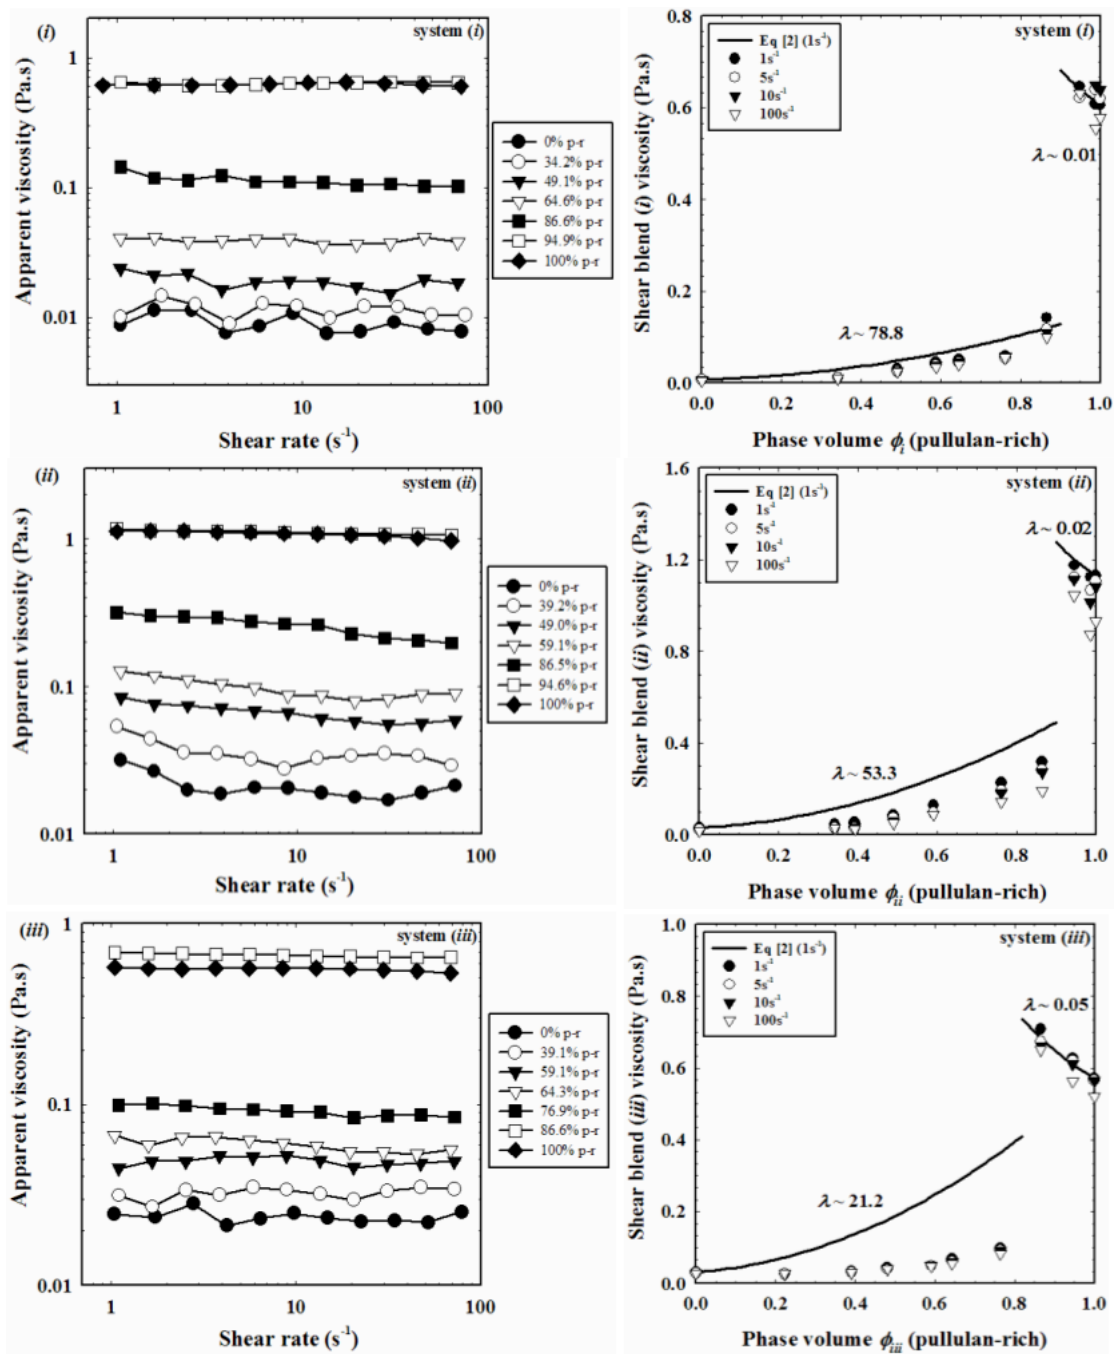 (i)
system (i)
Apparent viscosity (Pa.s)
1
0.1
0.01
1
10
100
Shear rate (s-1)
0% p-r
34.2% p-r
49.1% p-r
64.6% p-r
86.6% p-r
94.9% p-r
100% p-r
system (i)
Shear blend (i) viscosity (Pa.s)
0.8
0.6
0.4
0.2
0.0
Eq [2] (1s-1)
1s-1
5s-1
10s-1
100s-1
λ ~ 0.01
λ ~ 78.8
0.0
0.2
0.4
0.6
0.8
1.0
Phase volume ϕi (pullulan-rich)
(ii)
system (ii)
Apparent viscosity (Pa.s)
1
0.1
0.01
1
10
100
Shear rate (s-1)
0% p-r
39.2% p-r
49.0% p-r
59.1% p-r
86.5% p-r
94.6% p-r
100% p-r
system (ii)
Shear blend (ii) viscosity (Pa.s)
1.6
1.2
0.8
0.4
0.0
Eq [2] (1s-1)
1s-1
5s-1
10s-1
100s-1
λ ~ 0.02
λ ~ 53.3
0.0
0.2
0.4
0.6
0.8
1.0
Phase volume ϕii (pullulan-rich)
(iii)
system (iii)
Apparent viscosity (Pa.s)
1
0.1
0.01
1
10
100
Shear rate (s-1)
0% p-r
39.1% p-r
59.1% p-r
64.3% p-r
76.9% p-r
86.6% p-r
100% p-r
system (iii)
Shear blend (iii) viscosity (Pa.s)
1.0
0.8
0.6
0.4
0.2
0.0
Eq [2] (1s-1)
1s-1
5s-1
10s-1
100s-1
λ ~ 0.05
λ ~ 21.2
0.0
0.2
0.4
0.6
0.8
1.0
Phase volume ϕiii (pullulan-rich)